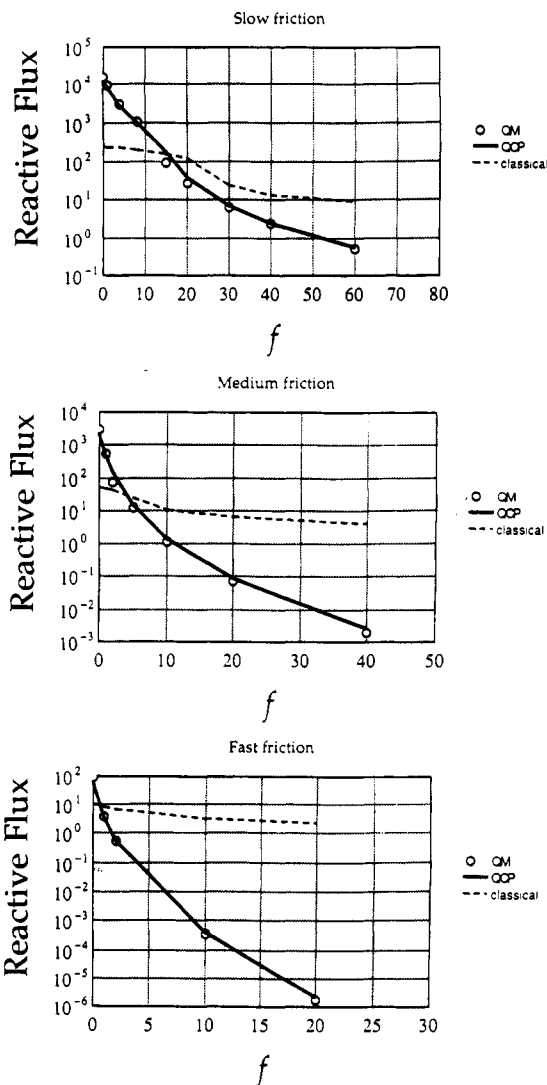 Slow friction
Reactive Flux
10^5
10^4
10^3
10^2
10^1
10^0
10^-1
0 10 20 30 40 50 60 70 80
f
QM
QCP
classical
Medium friction
Reactive Flux
10^4
10^3
10^2
10^1
10^0
10^-1
10^-2
10^-3
0 10 20 30 40 50
f
QM
QCP
classical
Fast friction
Reactive Flux
10^2
10^1
10^0
10^-1
10^-2
10^-3
10^-4
10^-5
10^-6
0 5 10 15 20 25 30
f
QM
QCP
classical